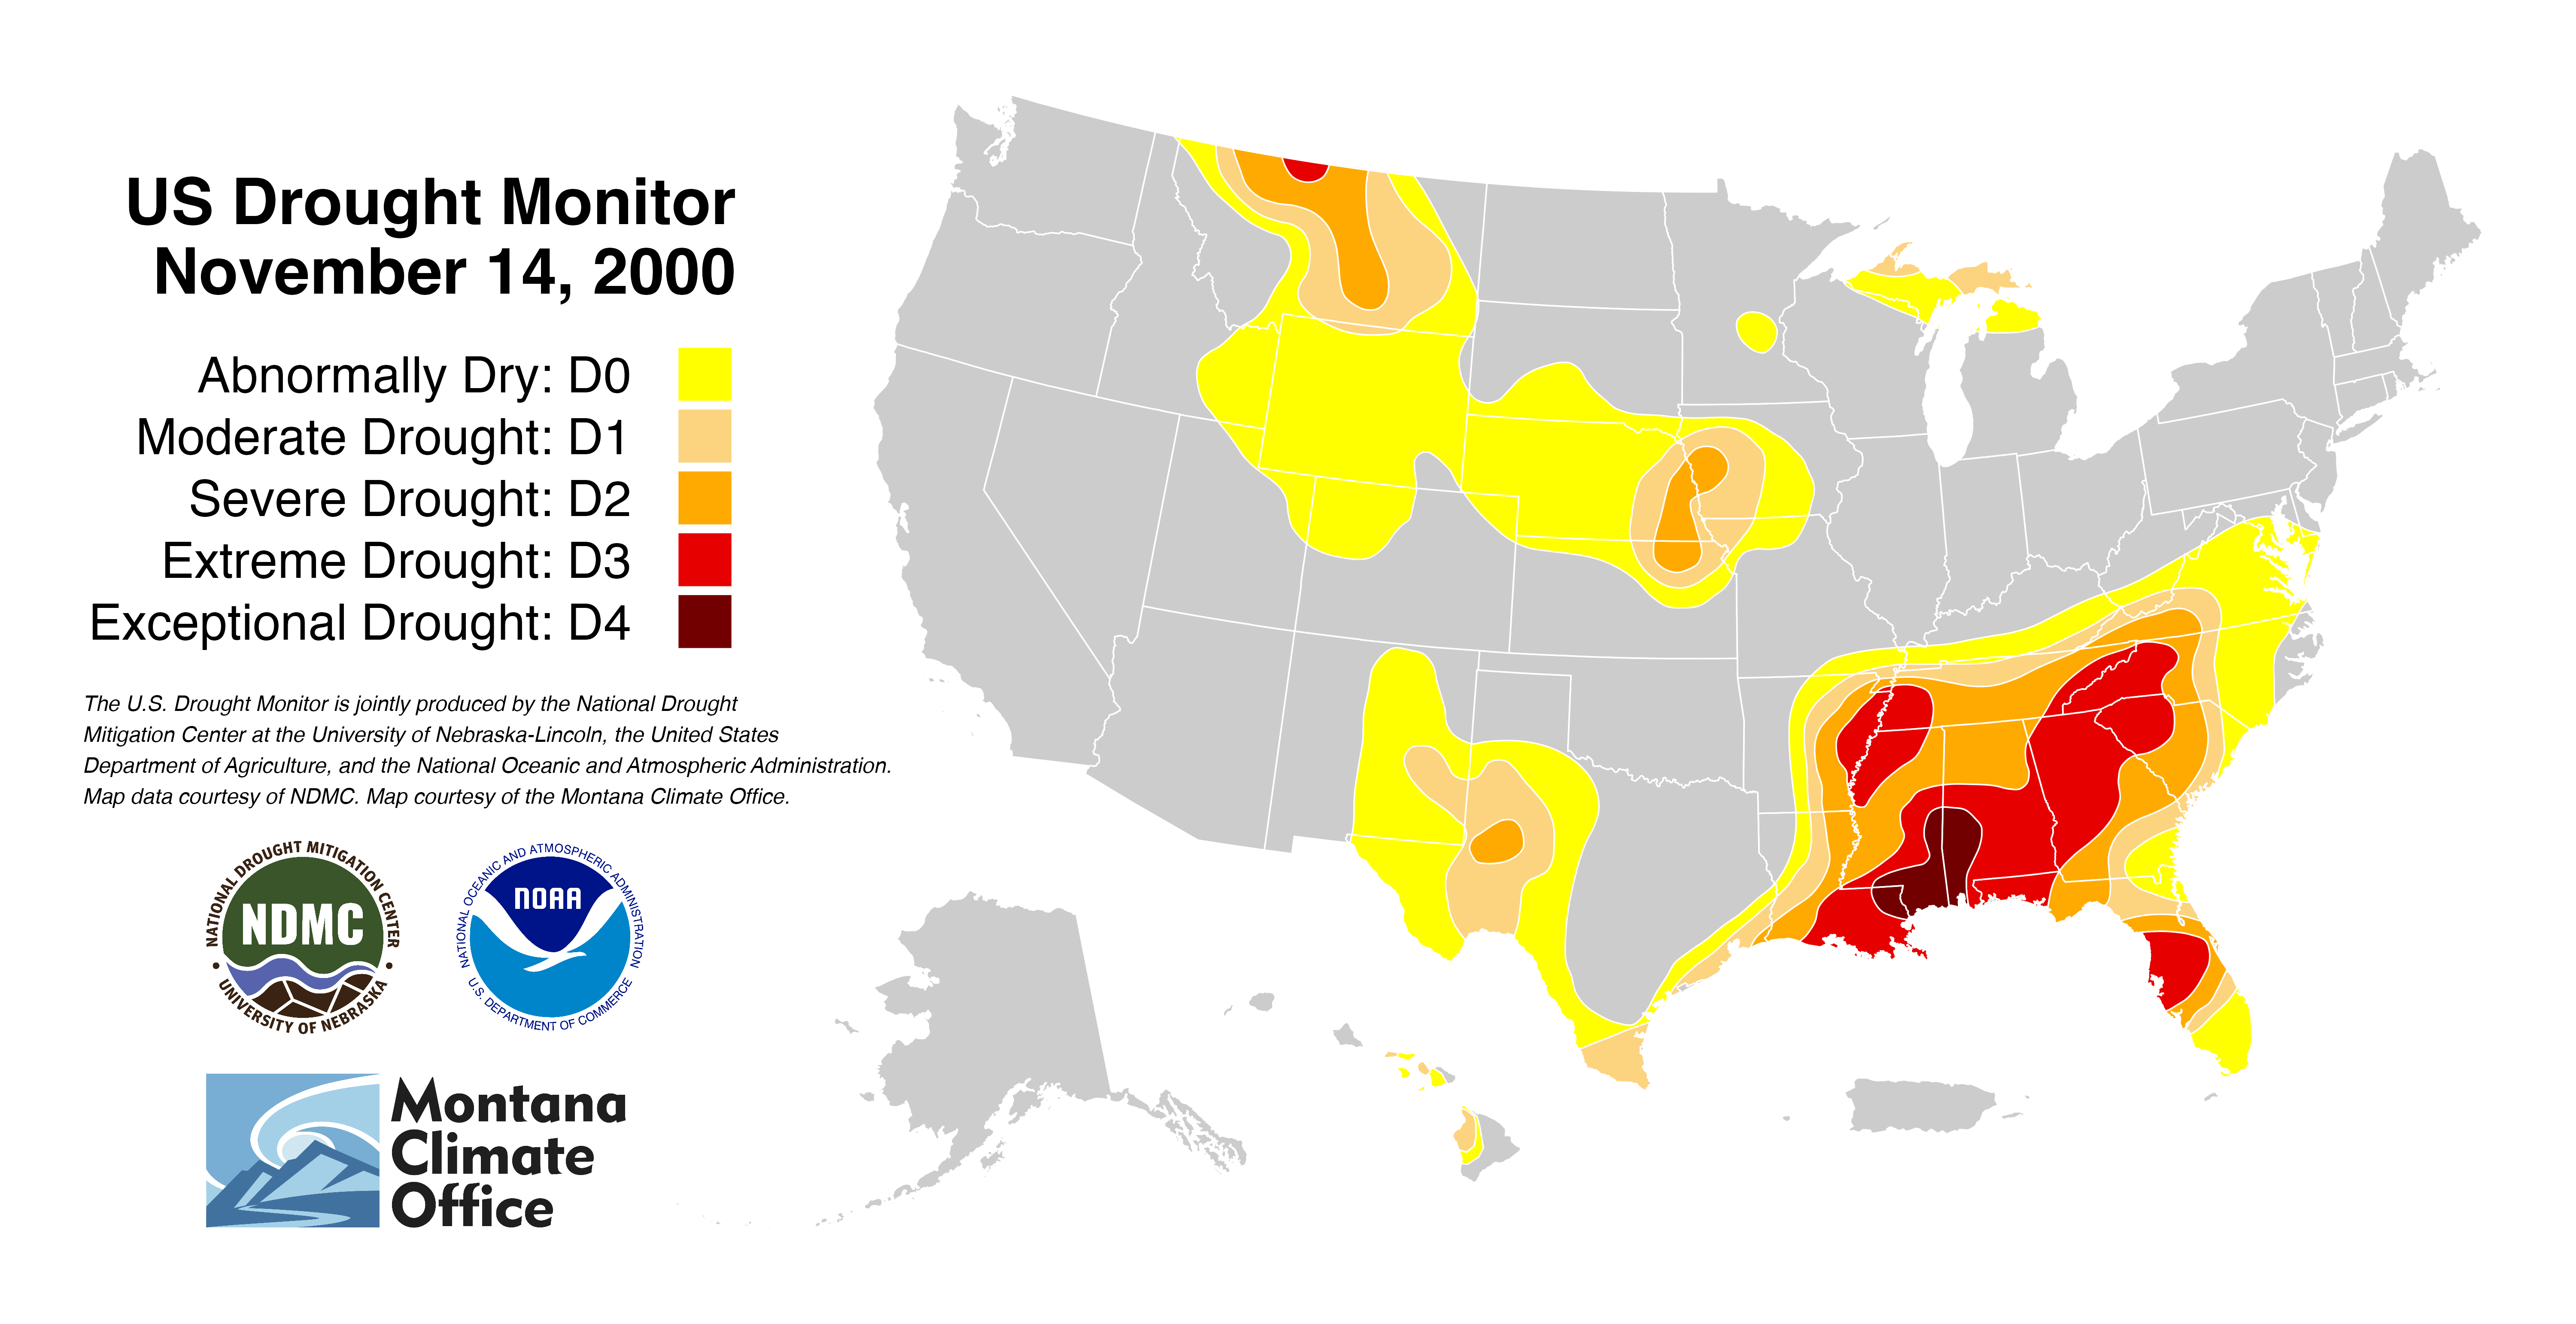 US Drought Monitor
November 14, 2000
Abnormally Dry: D0
Moderate Drought: D1
Severe Drought: D2
Extreme Drought: D3
Exceptional Drought: D4
The U.S. Drought Monitor is jointly produced by the National Drought
Mitigation Center at the University of Nebraska-Lincoln, the United States
Department of Agriculture, and the National Oceanic and Atmospheric Administration.
Map data courtesy of NDMC. Map courtesy of the Montana Climate Office.
NATIONAL DROUGHT MITIGATION CENTER
NDMC
• UNIVERSITY OF NEBRASKA •
NATIONAL OCEANIC AND ATMOSPHERIC ADMINISTRATION
NOAA
U.S. DEPARTMENT OF COMMERCE
Montana
Climate
Office